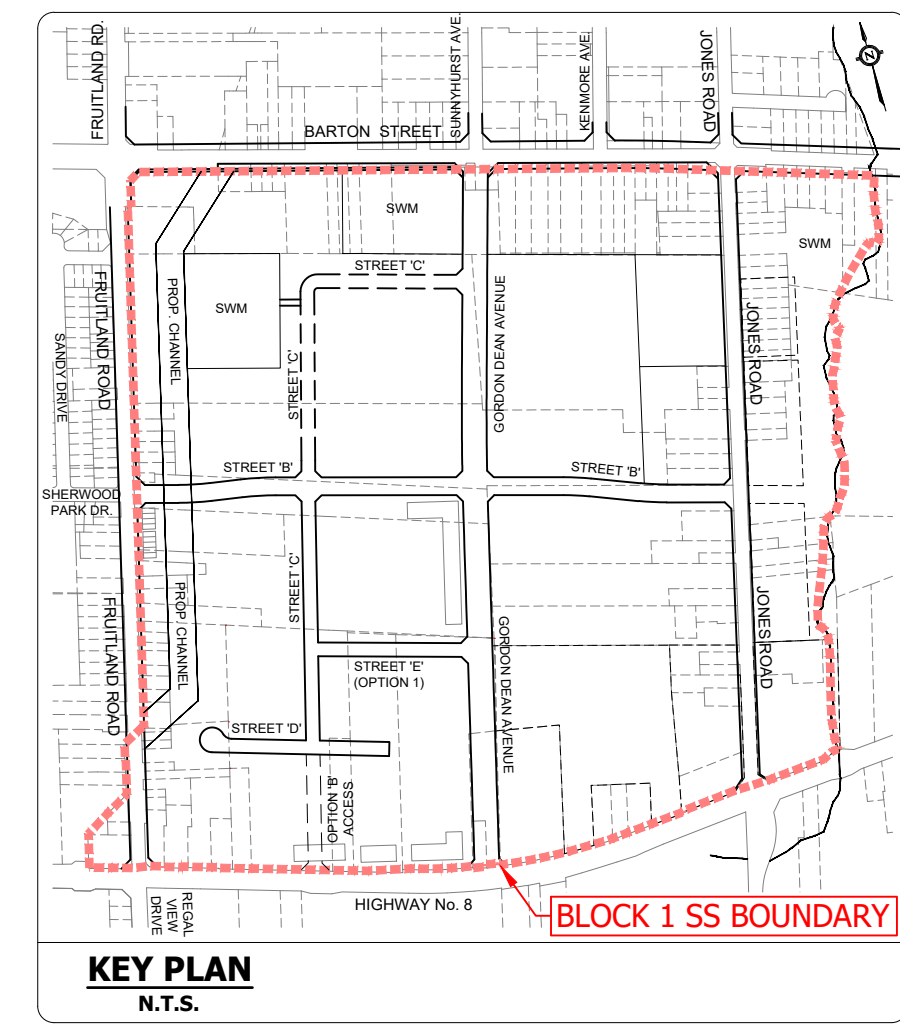 FRUITLAND RD.
SUNNYHURST AVE.
KENMORE AVE.
JONES ROAD
Z
BARTON STREET
SWM
SWM
STREET 'C'
SWM
FRUITLAND ROAD
SANDY DRIVE
PROP. CHANNEL
STREET 'C'
GORDON DEAN AVENUE
JONES ROAD
STREET 'B'
STREET 'B'
SHERWOOD
PARK DR.
STREET 'C'
PROP. CHANNEL
FRUITLAND ROAD
GORDON DEAN AVENUE
JONES ROAD
STREET 'E'
(OPTION 1)
STREET 'D'
OPTION 'B'
ACCESS
REGAL
VIEW
DRIVE
HIGHWAY No. 8
BLOCK 1 SS BOUNDARY
KEY PLAN
N.T.S.